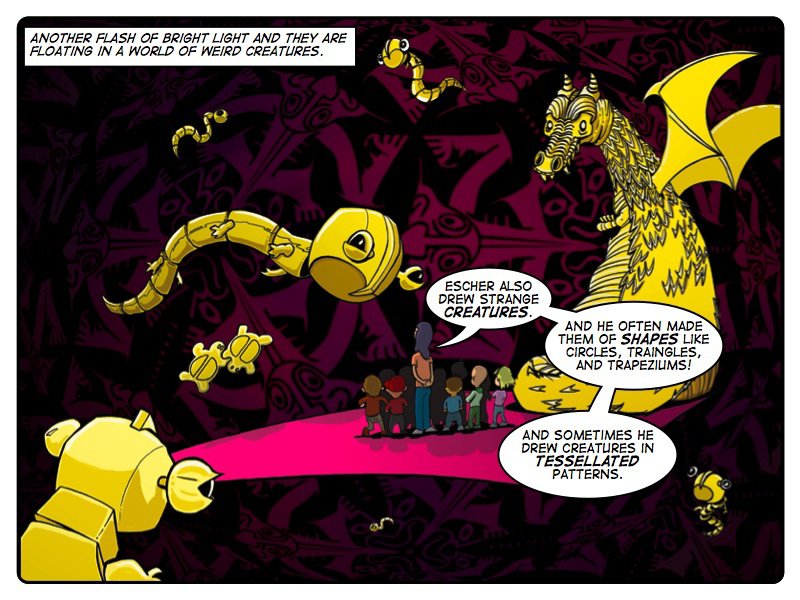 ANOTHER FLASH OF BRIGHT LIGHT AND THEY ARE
FLOATING IN A WORLD OF WEIRD CREATURES.
ESCHER ALSO
DREW STRANGE
CREATURES.
AND HE OFTEN MADE
THEM OF SHAPES LIKE
CIRCLES, TRAINGLES,
AND TRAPEZIUMS!
AND SOMETIMES HE
DREW CREATURES IN
TESSELLATED
PATTERNS.